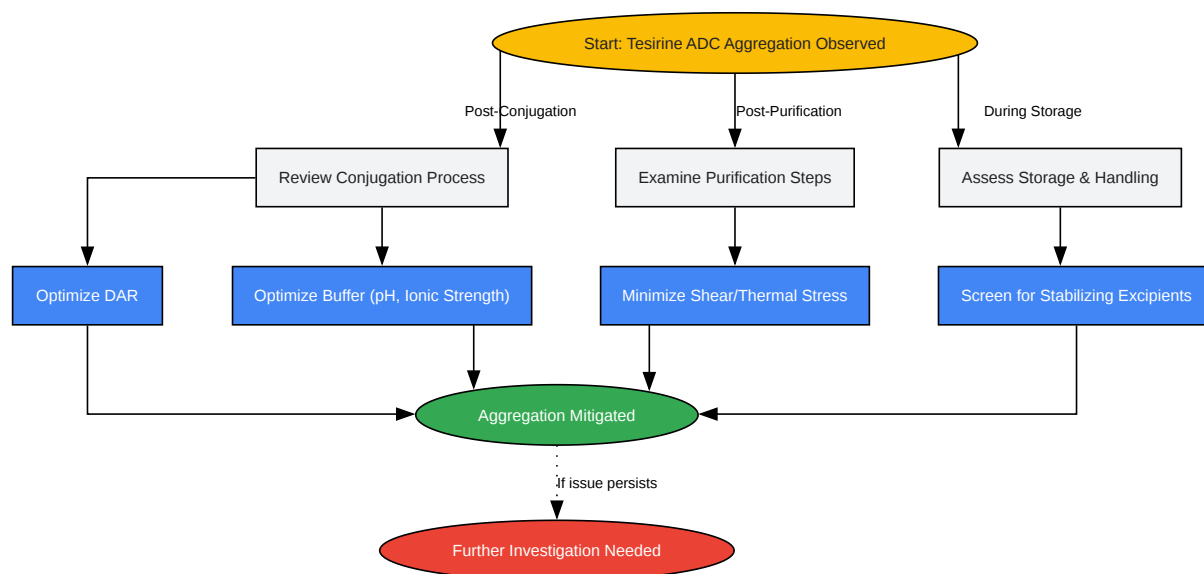 Start: Tesirine ADC Aggregation Observed
Post-Conjugation
Post-Purification
During Storage
Review Conjugation Process
Examine Purification Steps
Assess Storage & Handling
Optimize DAR
Optimize Buffer (pH, Ionic Strength)
Minimize Shear/Thermal Stress
Screen for Stabilizing Excipients
Aggregation Mitigated
If issue persists
Further Investigation Needed